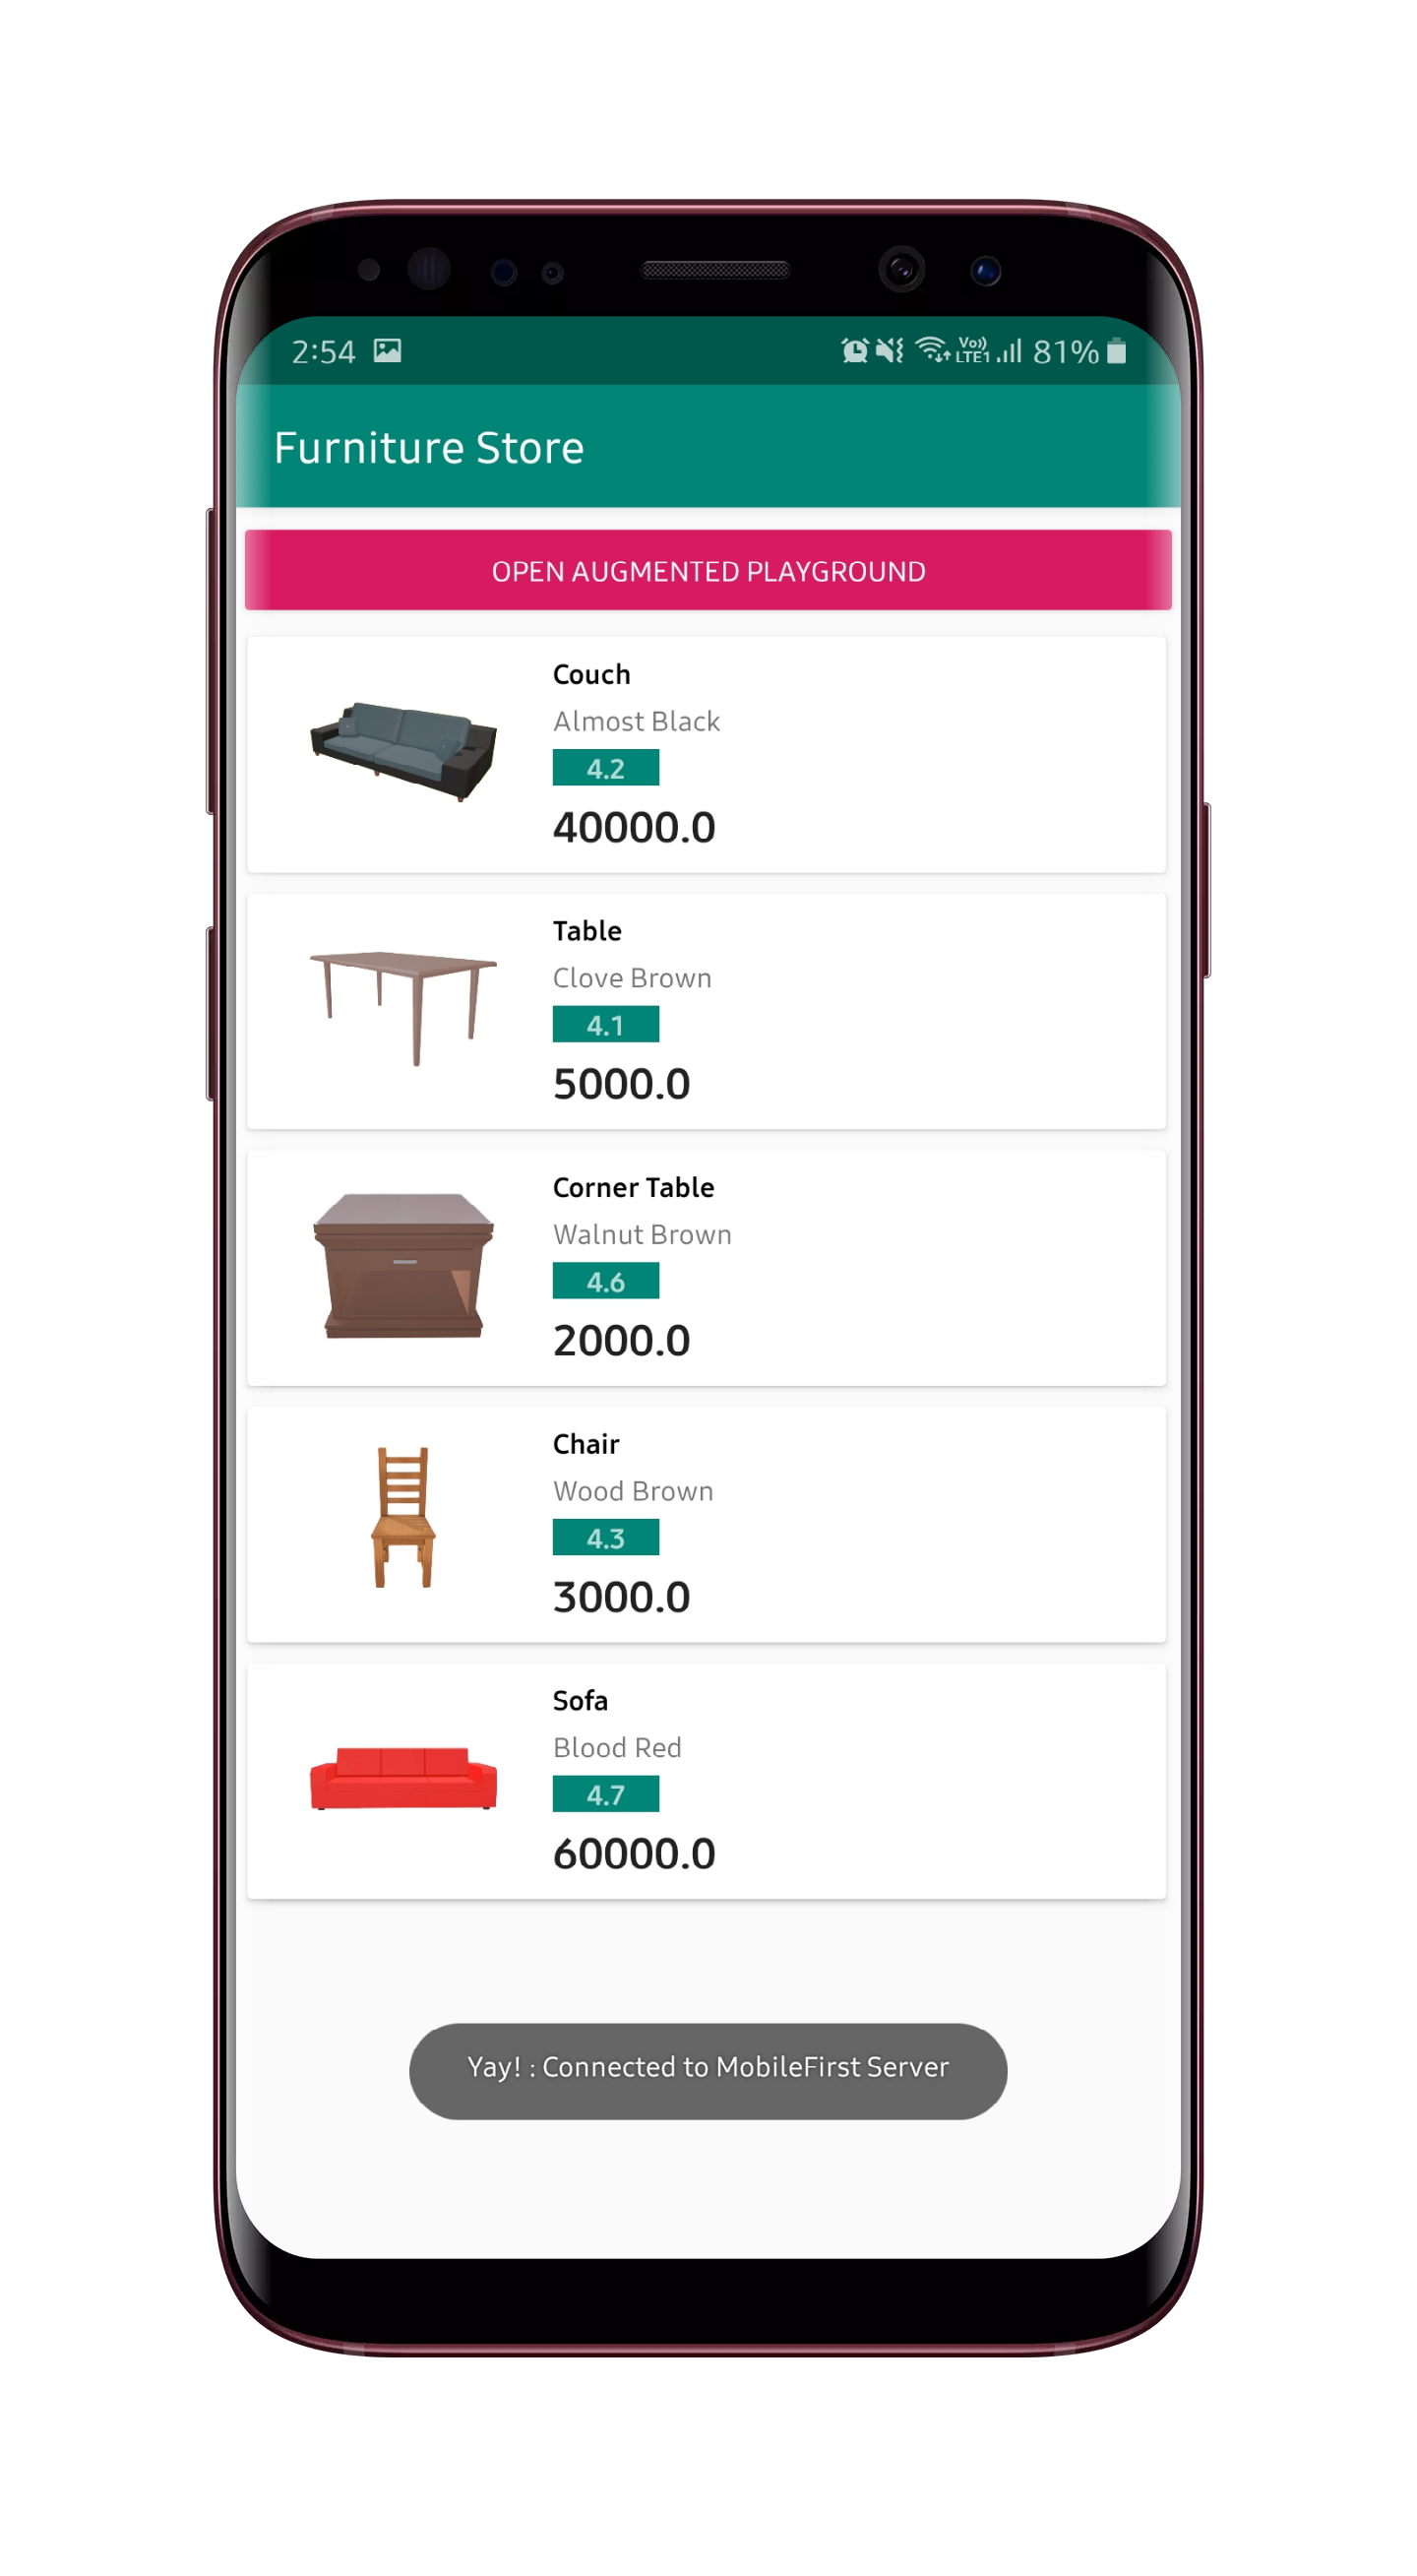 2:54
Vo)) LTE1 81%
Furniture Store
OPEN AUGMENTED PLAYGROUND
Couch
Almost Black
4.2
40000.0
Table
Clove Brown
4.1
5000.0
Corner Table
Walnut Brown
4.6
2000.0
Chair
Wood Brown
4.3
3000.0
Sofa
Blood Red
4.7
60000.0
Yay! : Connected to MobileFirst Server